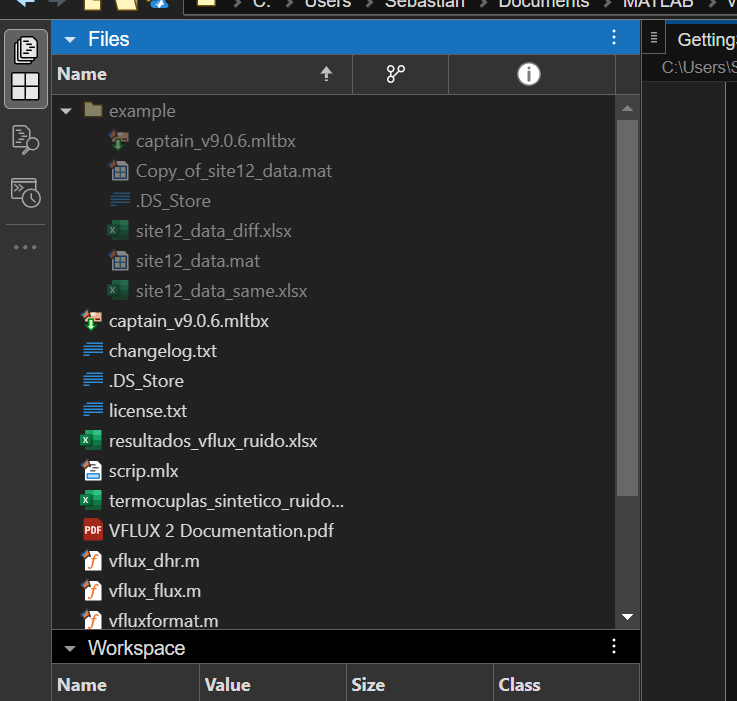 C: > Users > Sebastian > Documents > MATLAB >
Files
Getting
Name
C:\Users\S
example
captain_v9.0.6.mltbx
Copy_of_site12_data.mat
.DS_Store
site12_data_diff.xlsx
site12_data.mat
site12_data_same.xlsx
captain_v9.0.6.mltbx
changelog.txt
.DS_Store
license.txt
resultados_vflux_ruido.xlsx
scrip.mlx
termocuplas_sintetico_ruido...
PDF VFLUX 2 Documentation.pdf
vflux_dhr.m
vflux_flux.m
vfluxformat.m
Workspace
Name Value Size Class